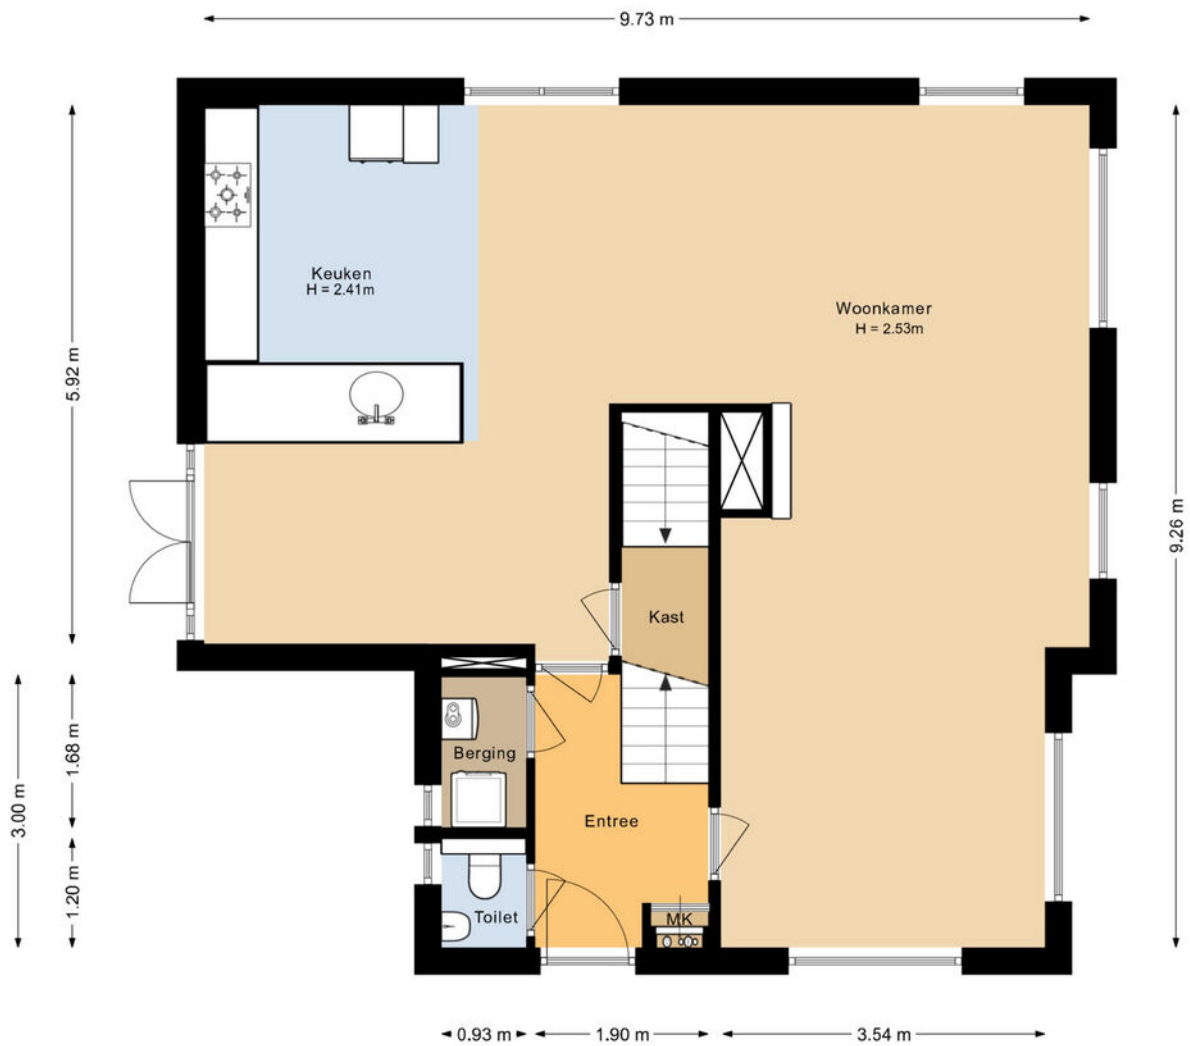 9.73 m
Keuken
H = 2.41m
Woonkamer
H = 2.53m
5.92 m
9.26 m
Kast
Berging
1.68 m
3.00 m
Entree
1.20 m
Toilet
MK
0.93 m
1.90 m
3.54 m